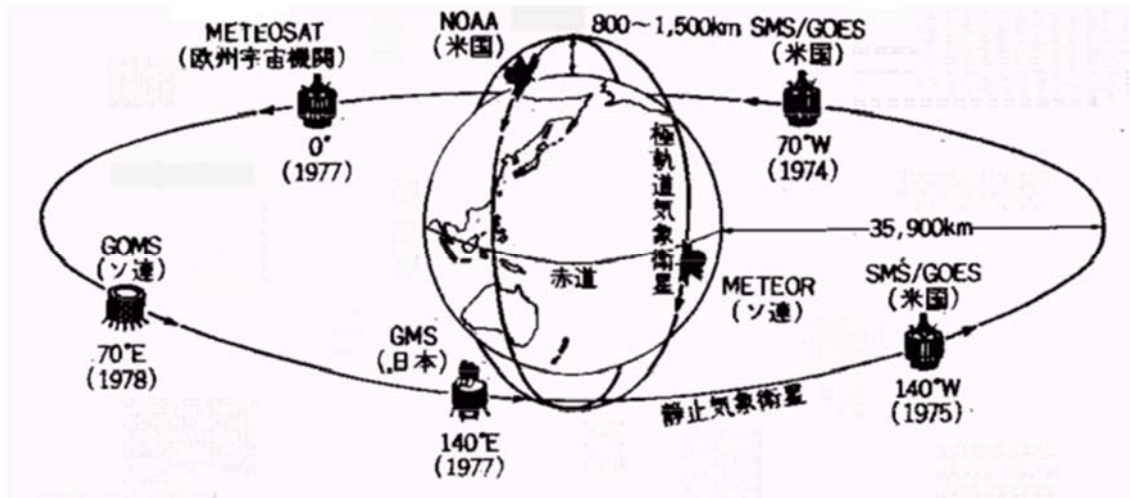 METEOSAT
(欧州宇宙機関)
0°
(1977)
NOAA
(米国)
800～1,500km
SMS/GOES
(米国)
70°W
(1974)
極軌道気象衛星
35,900km
GOMS
(ソ連)
70°E
(1978)
赤道
METEOR
(ソ連)
SMS/GOES
(米国)
140°W
(1975)
GMS
(日本)
140°E
(1977)
静止気象衛星